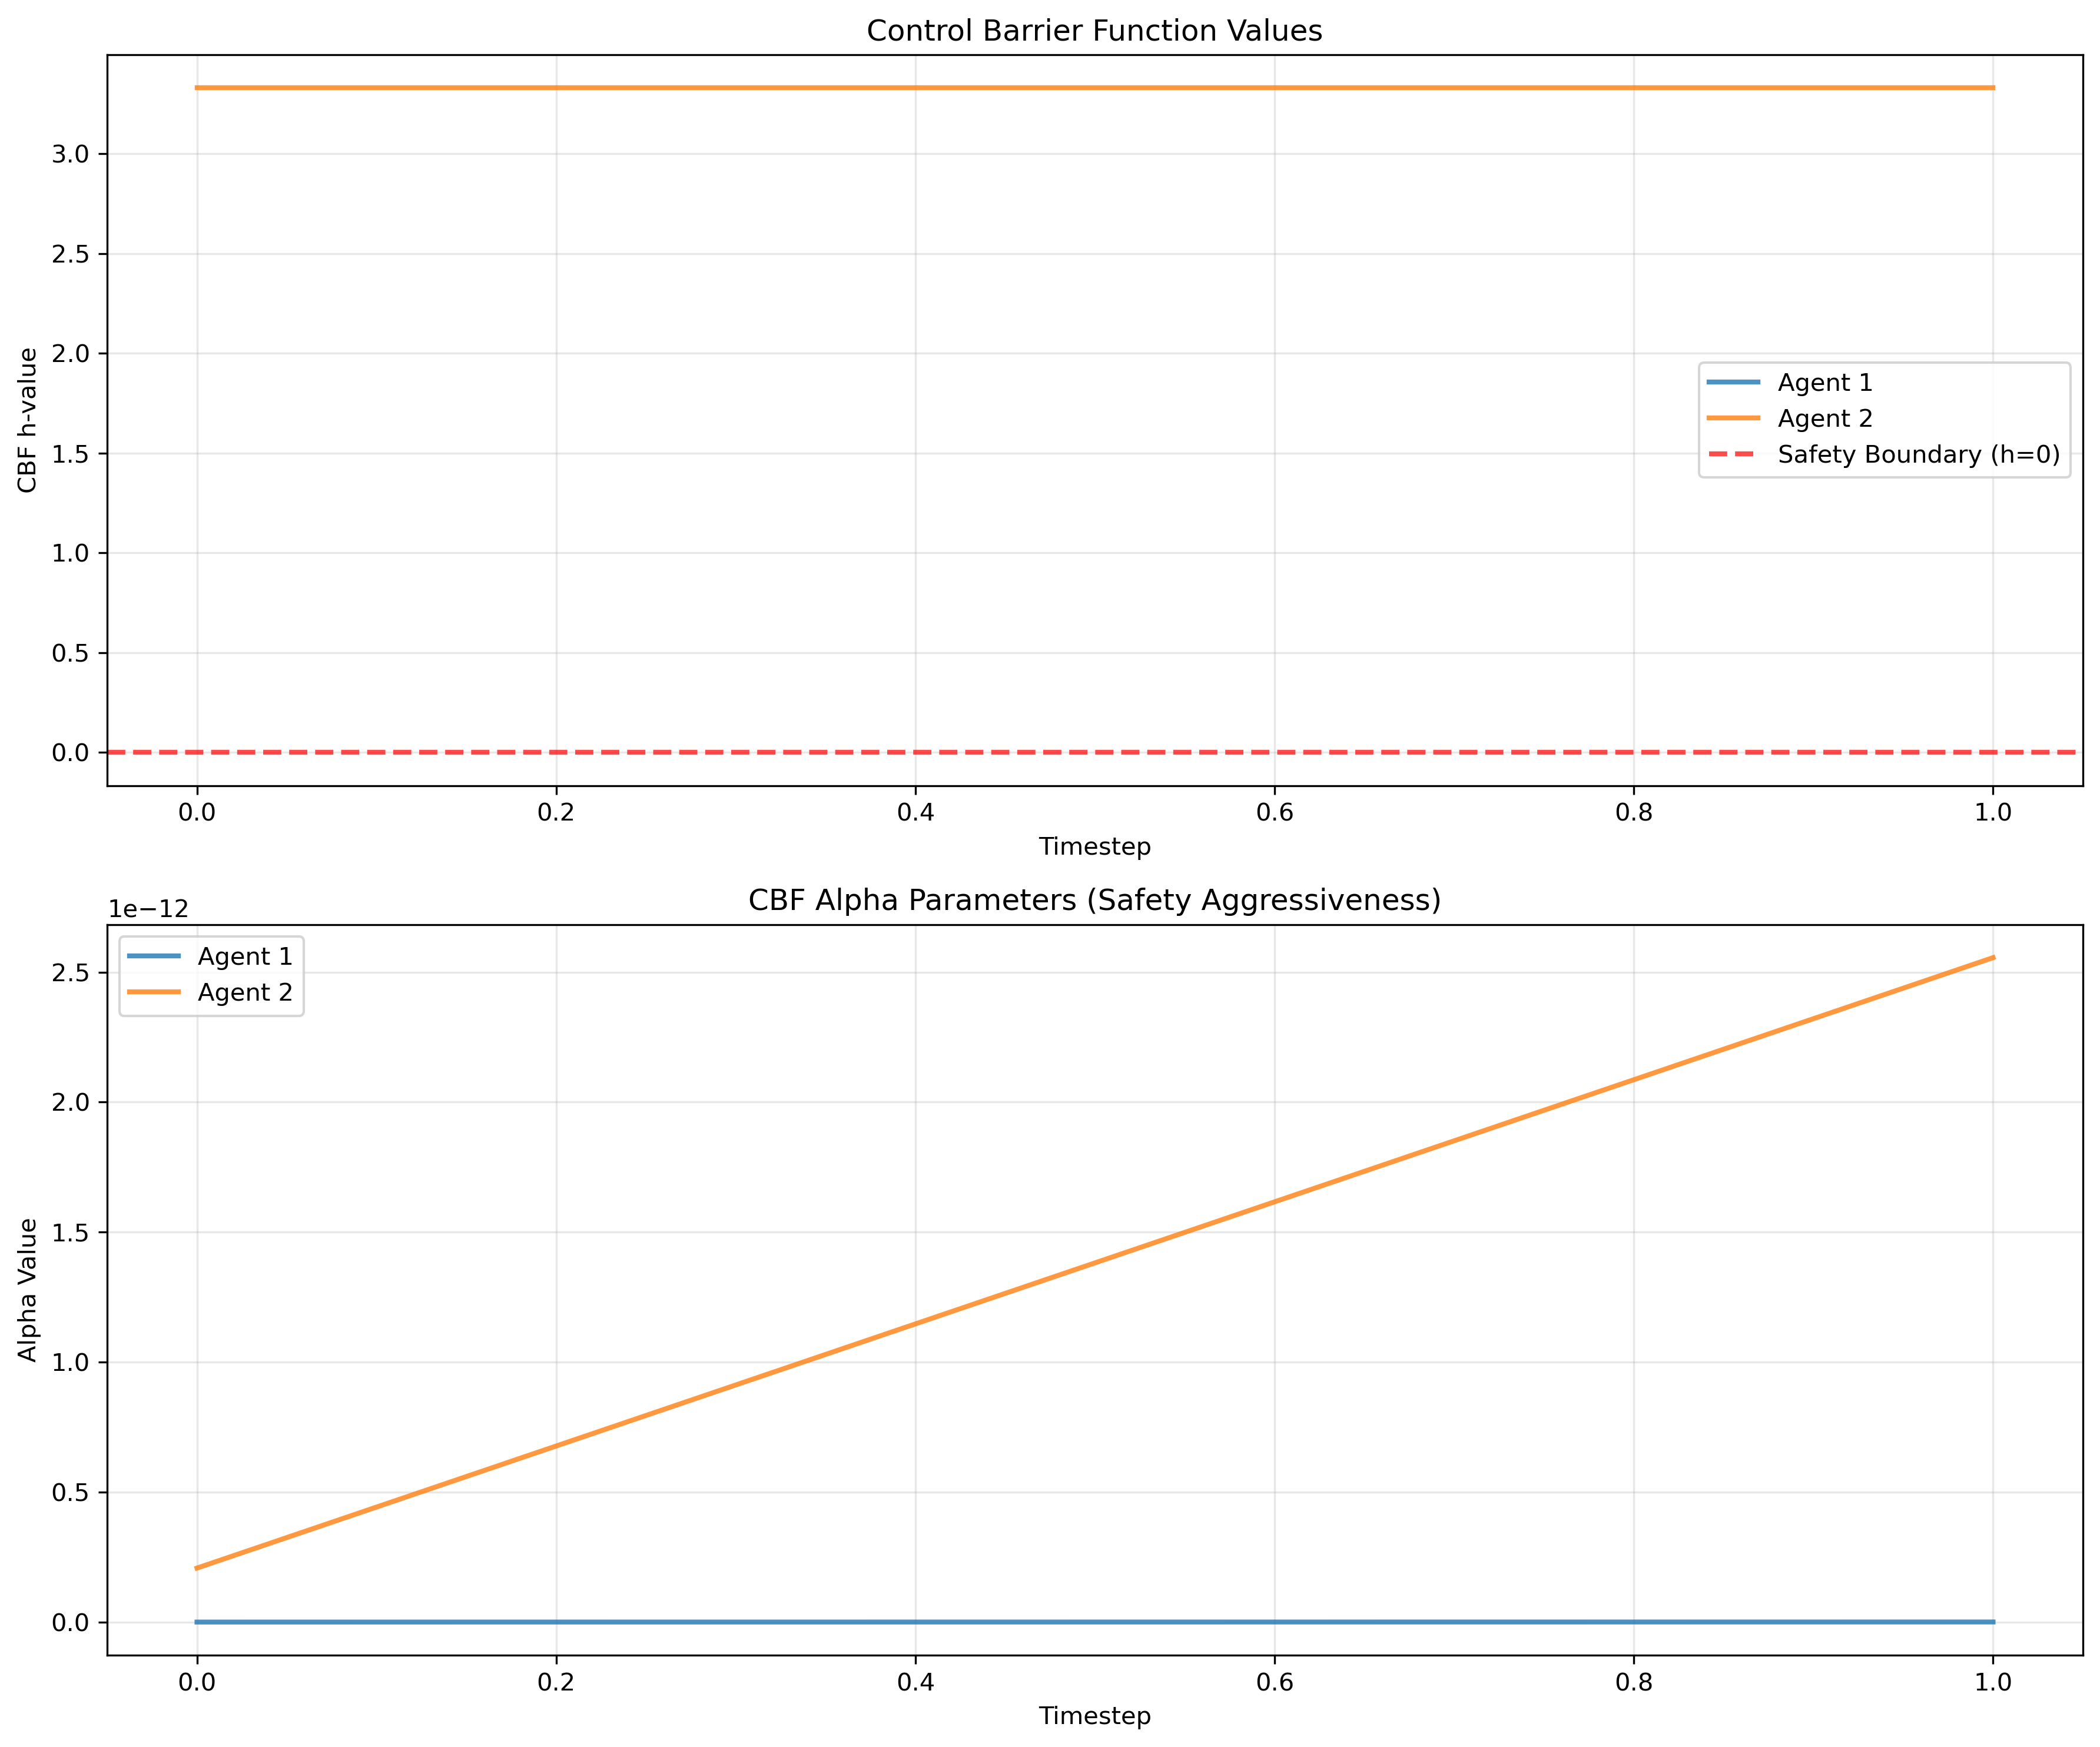 Control Barrier Function Values
CBF h-value
3.0
2.5
2.0
1.5
1.0
0.5
0.0
Agent 1
Agent 2
Safety Boundary (h=0)
0.0 0.2 0.4 0.6 0.8 1.0
Timestep
CBF Alpha Parameters (Safety Aggressiveness)
1e−12
Alpha Value
2.5
2.0
1.5
1.0
0.5
0.0
Agent 1
Agent 2
0.0 0.2 0.4 0.6 0.8 1.0
Timestep